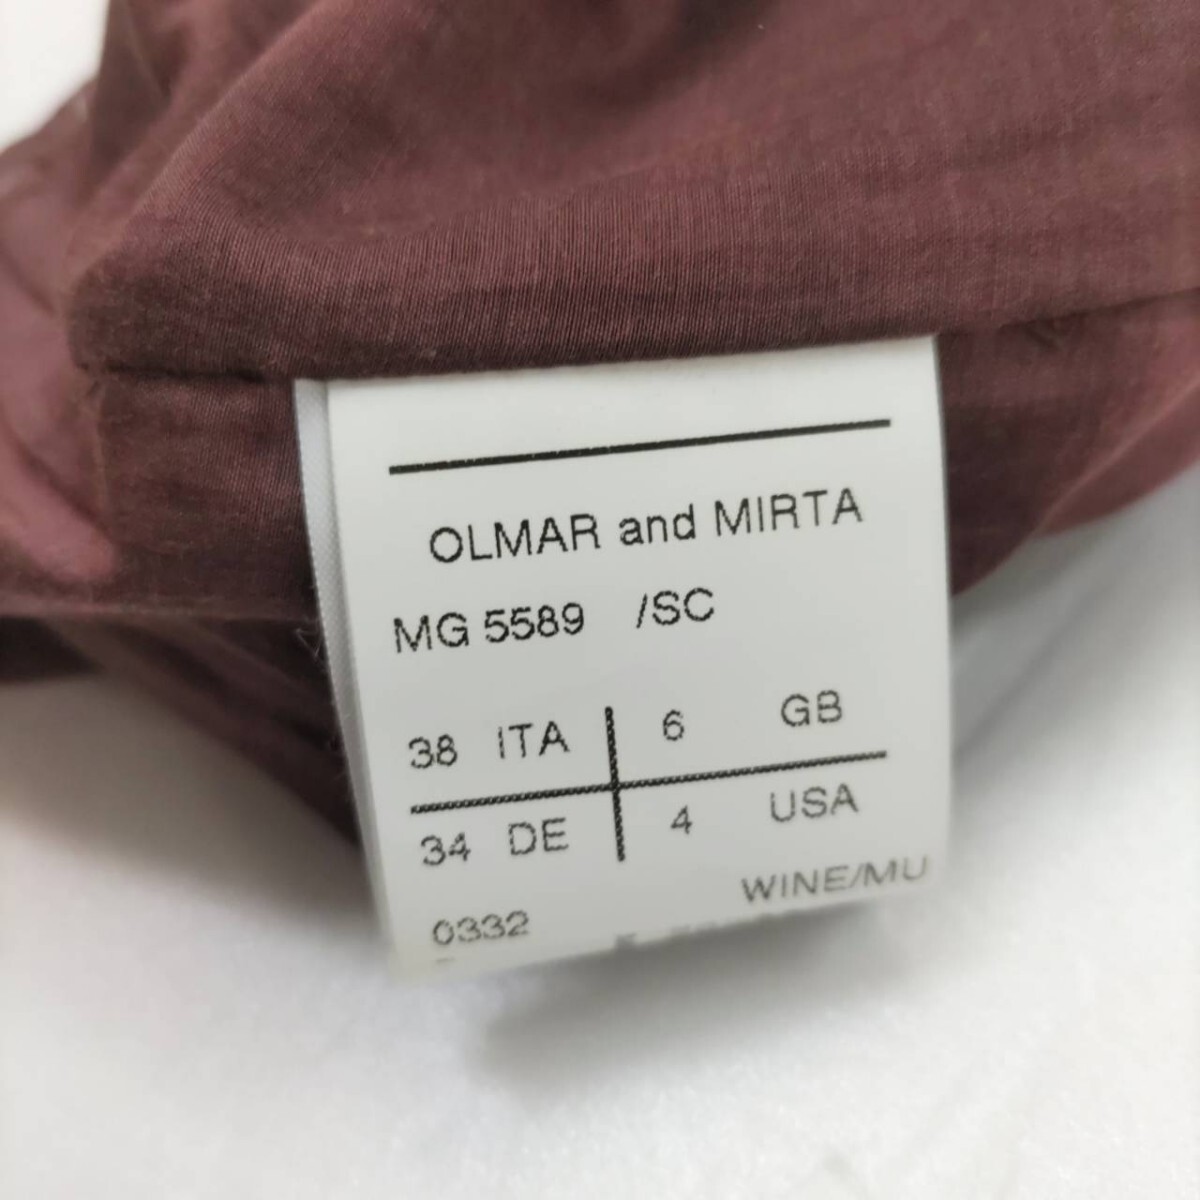 OLMAR and MIRTA
MG 5589 /SC
38 ITA 6 GB
34 DE 4 USA
0332 WINE/MU